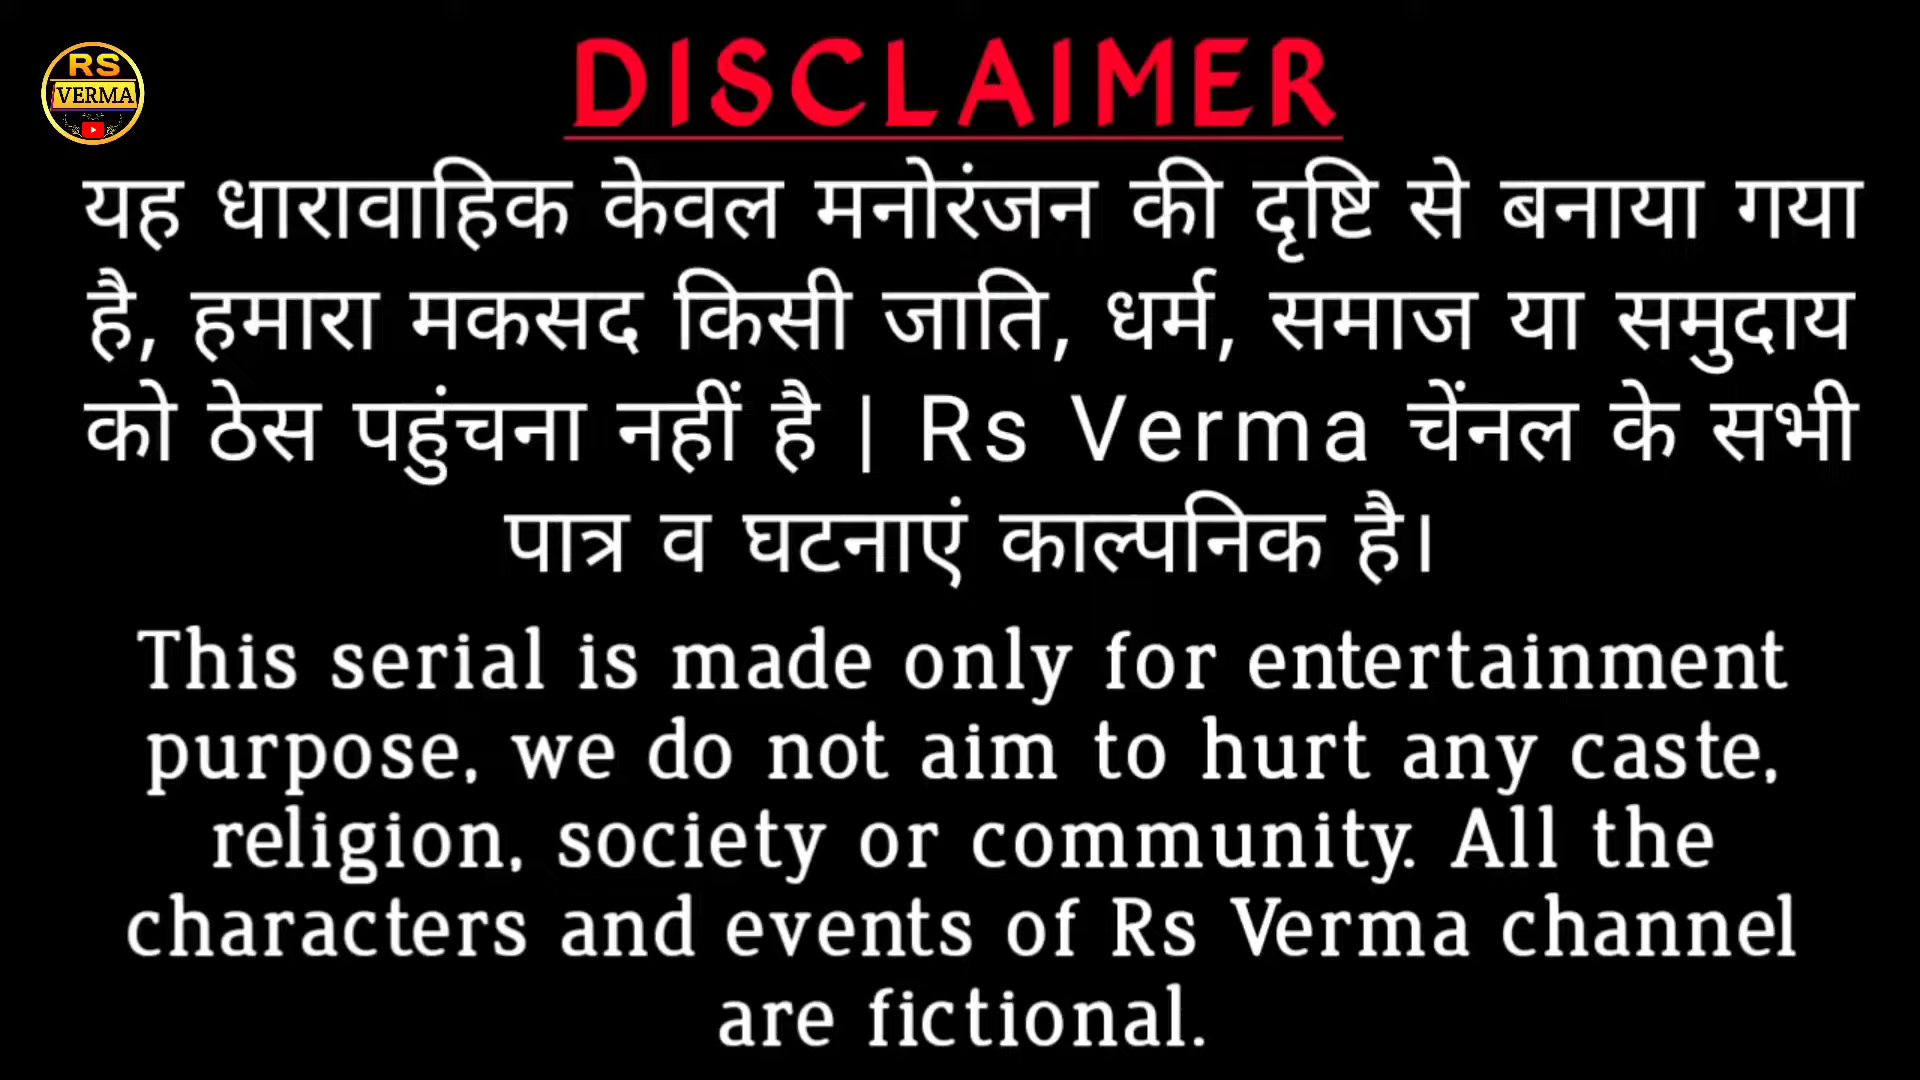 RS
VERMA
DISCLAIMER
यह धारावाहिक केवल मनोरंजन की दृष्टि से बनाया गया
है, हमारा मकसद किसी जाति, धर्म, समाज या समुदाय
को ठेस पहुंचना नहीं है | Rs Verma चेंनल के सभी
पात्र व घटनाएं काल्पनिक है।
This serial is made only for entertainment
purpose, we do not aim to hurt any caste,
religion, society or community. All the
characters and events of Rs Verma channel
are fictional.